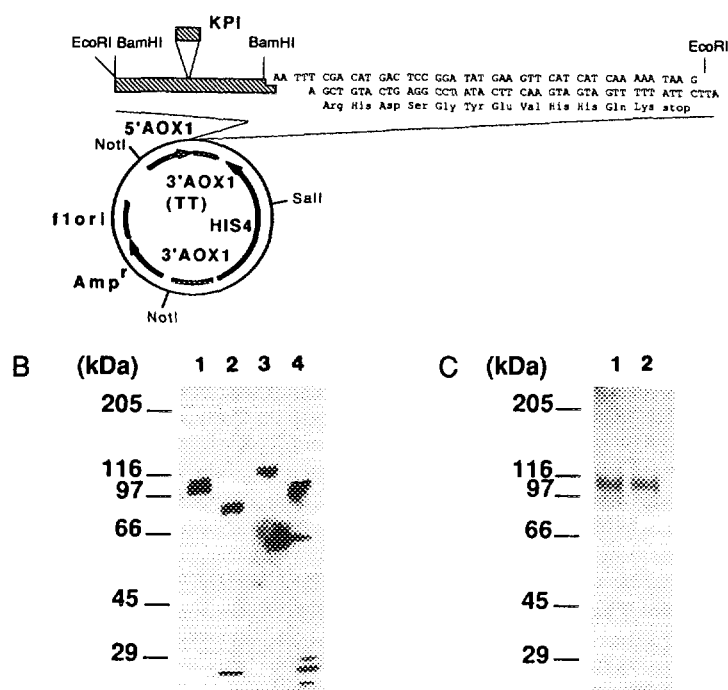 KPI
EcoRI BamHI BamHI EcoRI
AA TTT CGA CAT GAC TCC GGA TAT GAA GTT CAT CAT CAA AAA TAA G
A GCT GTA CTG AGG CCT ATA CTT CAA GTA GTA GTT TTT ATT CTTA
Arg His Asp Ser Gly Tyr Glu Val His His Gln Lys stop
5'AOX1
NotI
3'AOX1
(TT)
SalI
f1ori
HIS4
3'AOX1
Amp r
NotI
B (kDa) 1 2 3 4
205
116
97
66
45
29
C (kDa) 1 2
205
116
97
66
45
29